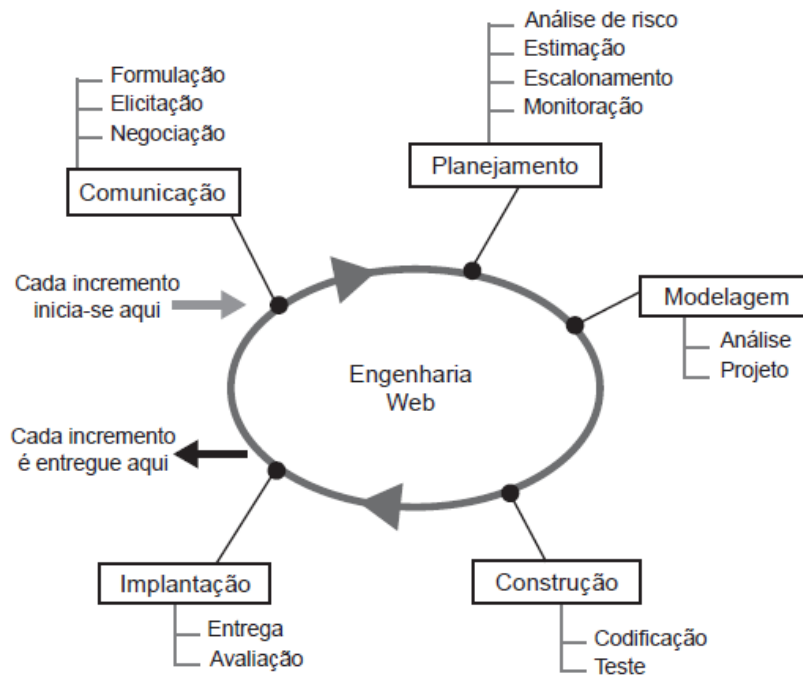 Análise de risco
Estimação
Escalonamento
Monitoração
Planejamento
Formulação
Elicitação
Negociação
Comunicação
Cada incremento
inicia-se aqui
Modelagem
Análise
Projeto
Engenharia
Web
Cada incremento
é entregue aqui
Implantação
Entrega
Avaliação
Construção
Codificação
Teste